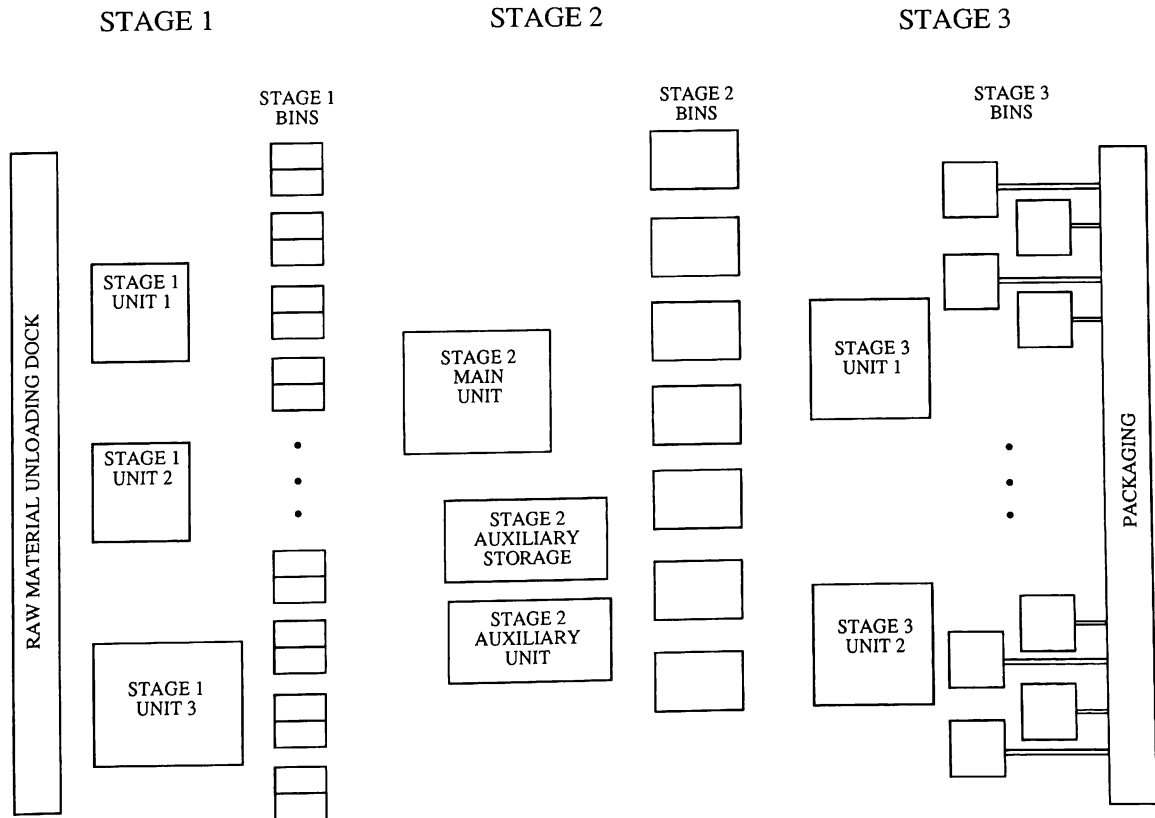 STAGE 1
STAGE 2
STAGE 3
STAGE 1
BINS
STAGE 2
BINS
STAGE 3
BINS
RAW MATERIAL UNLOADING DOCK
STAGE 1
UNIT 1
STAGE 1
UNIT 2
STAGE 1
UNIT 3
STAGE 2
MAIN
UNIT
STAGE 2
AUXILIARY
STORAGE
STAGE 2
AUXILIARY
UNIT
STAGE 3
UNIT 1
STAGE 3
UNIT 2
PACKAGING